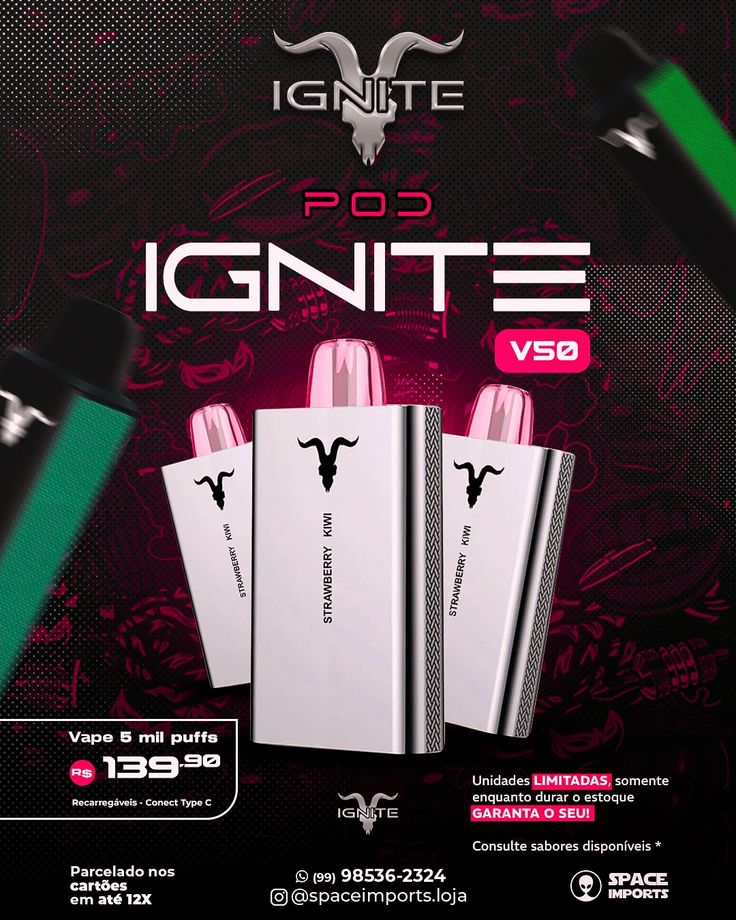 IGNITE
POD
IGNITE
V50
STRAWBERRY KIWI
STRAWBERRY KIWI
STRAWBERRY KIWI
Vape 5 mil puffs
R$ 139,90
Recarregáveis - Conect Type C
IGNITE
Unidades LIMITADAS, somente
enquanto durar o estoque
GARANTA O SEU!
Consulte sabores disponíveis *
Parcelado nos
cartões
em até 12X
(99) 98536-2324
@spaceimports.loja
SPACE
IMPORTS